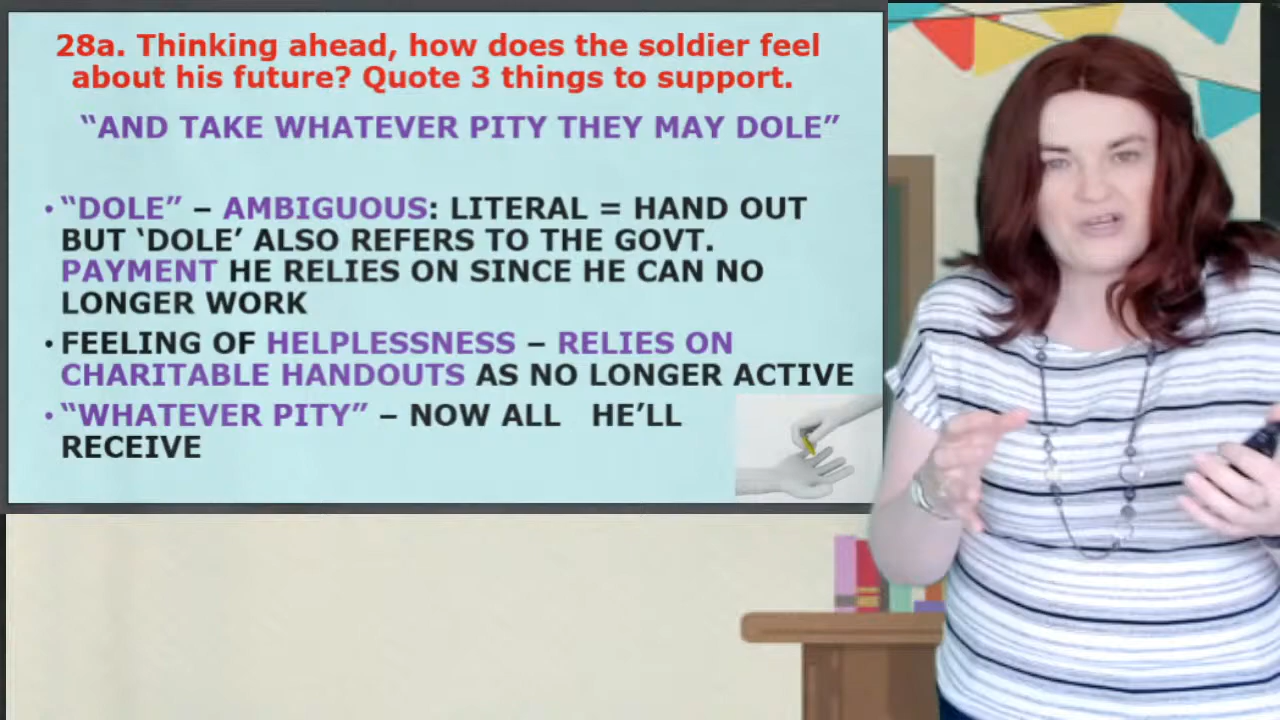 28a. Thinking ahead, how does the soldier feel
about his future? Quote 3 things to support.
“AND TAKE WHATEVER PITY THEY MAY DOLE”
• “DOLE” – AMBIGUOUS: LITERAL = HAND OUT
BUT ‘DOLE’ ALSO REFERS TO THE GOVT.
PAYMENT HE RELIES ON SINCE HE CAN NO
LONGER WORK
• FEELING OF HELPLESSNESS – RELIES ON
CHARITABLE HANDOUTS AS NO LONGER ACTIVE
• “WHATEVER PITY” – NOW ALL HE’LL
RECEIVE